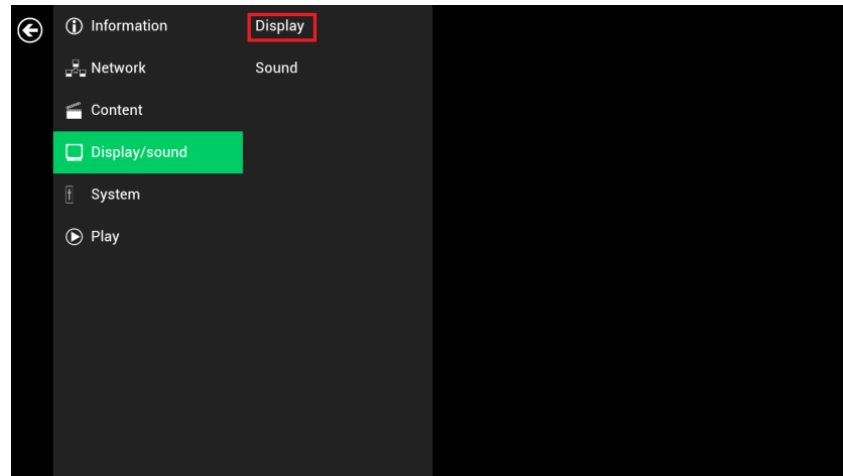 Information
Network
Content
Display/sound
System
Play
Display
Sound